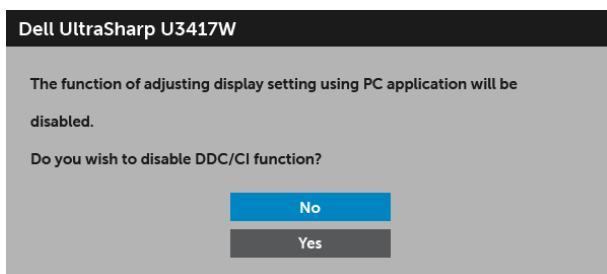 Dell UltraSharp U3417W
The function of adjusting display setting using PC application will be
disabled.
Do you wish to disable DDC/CI function?
No
Yes